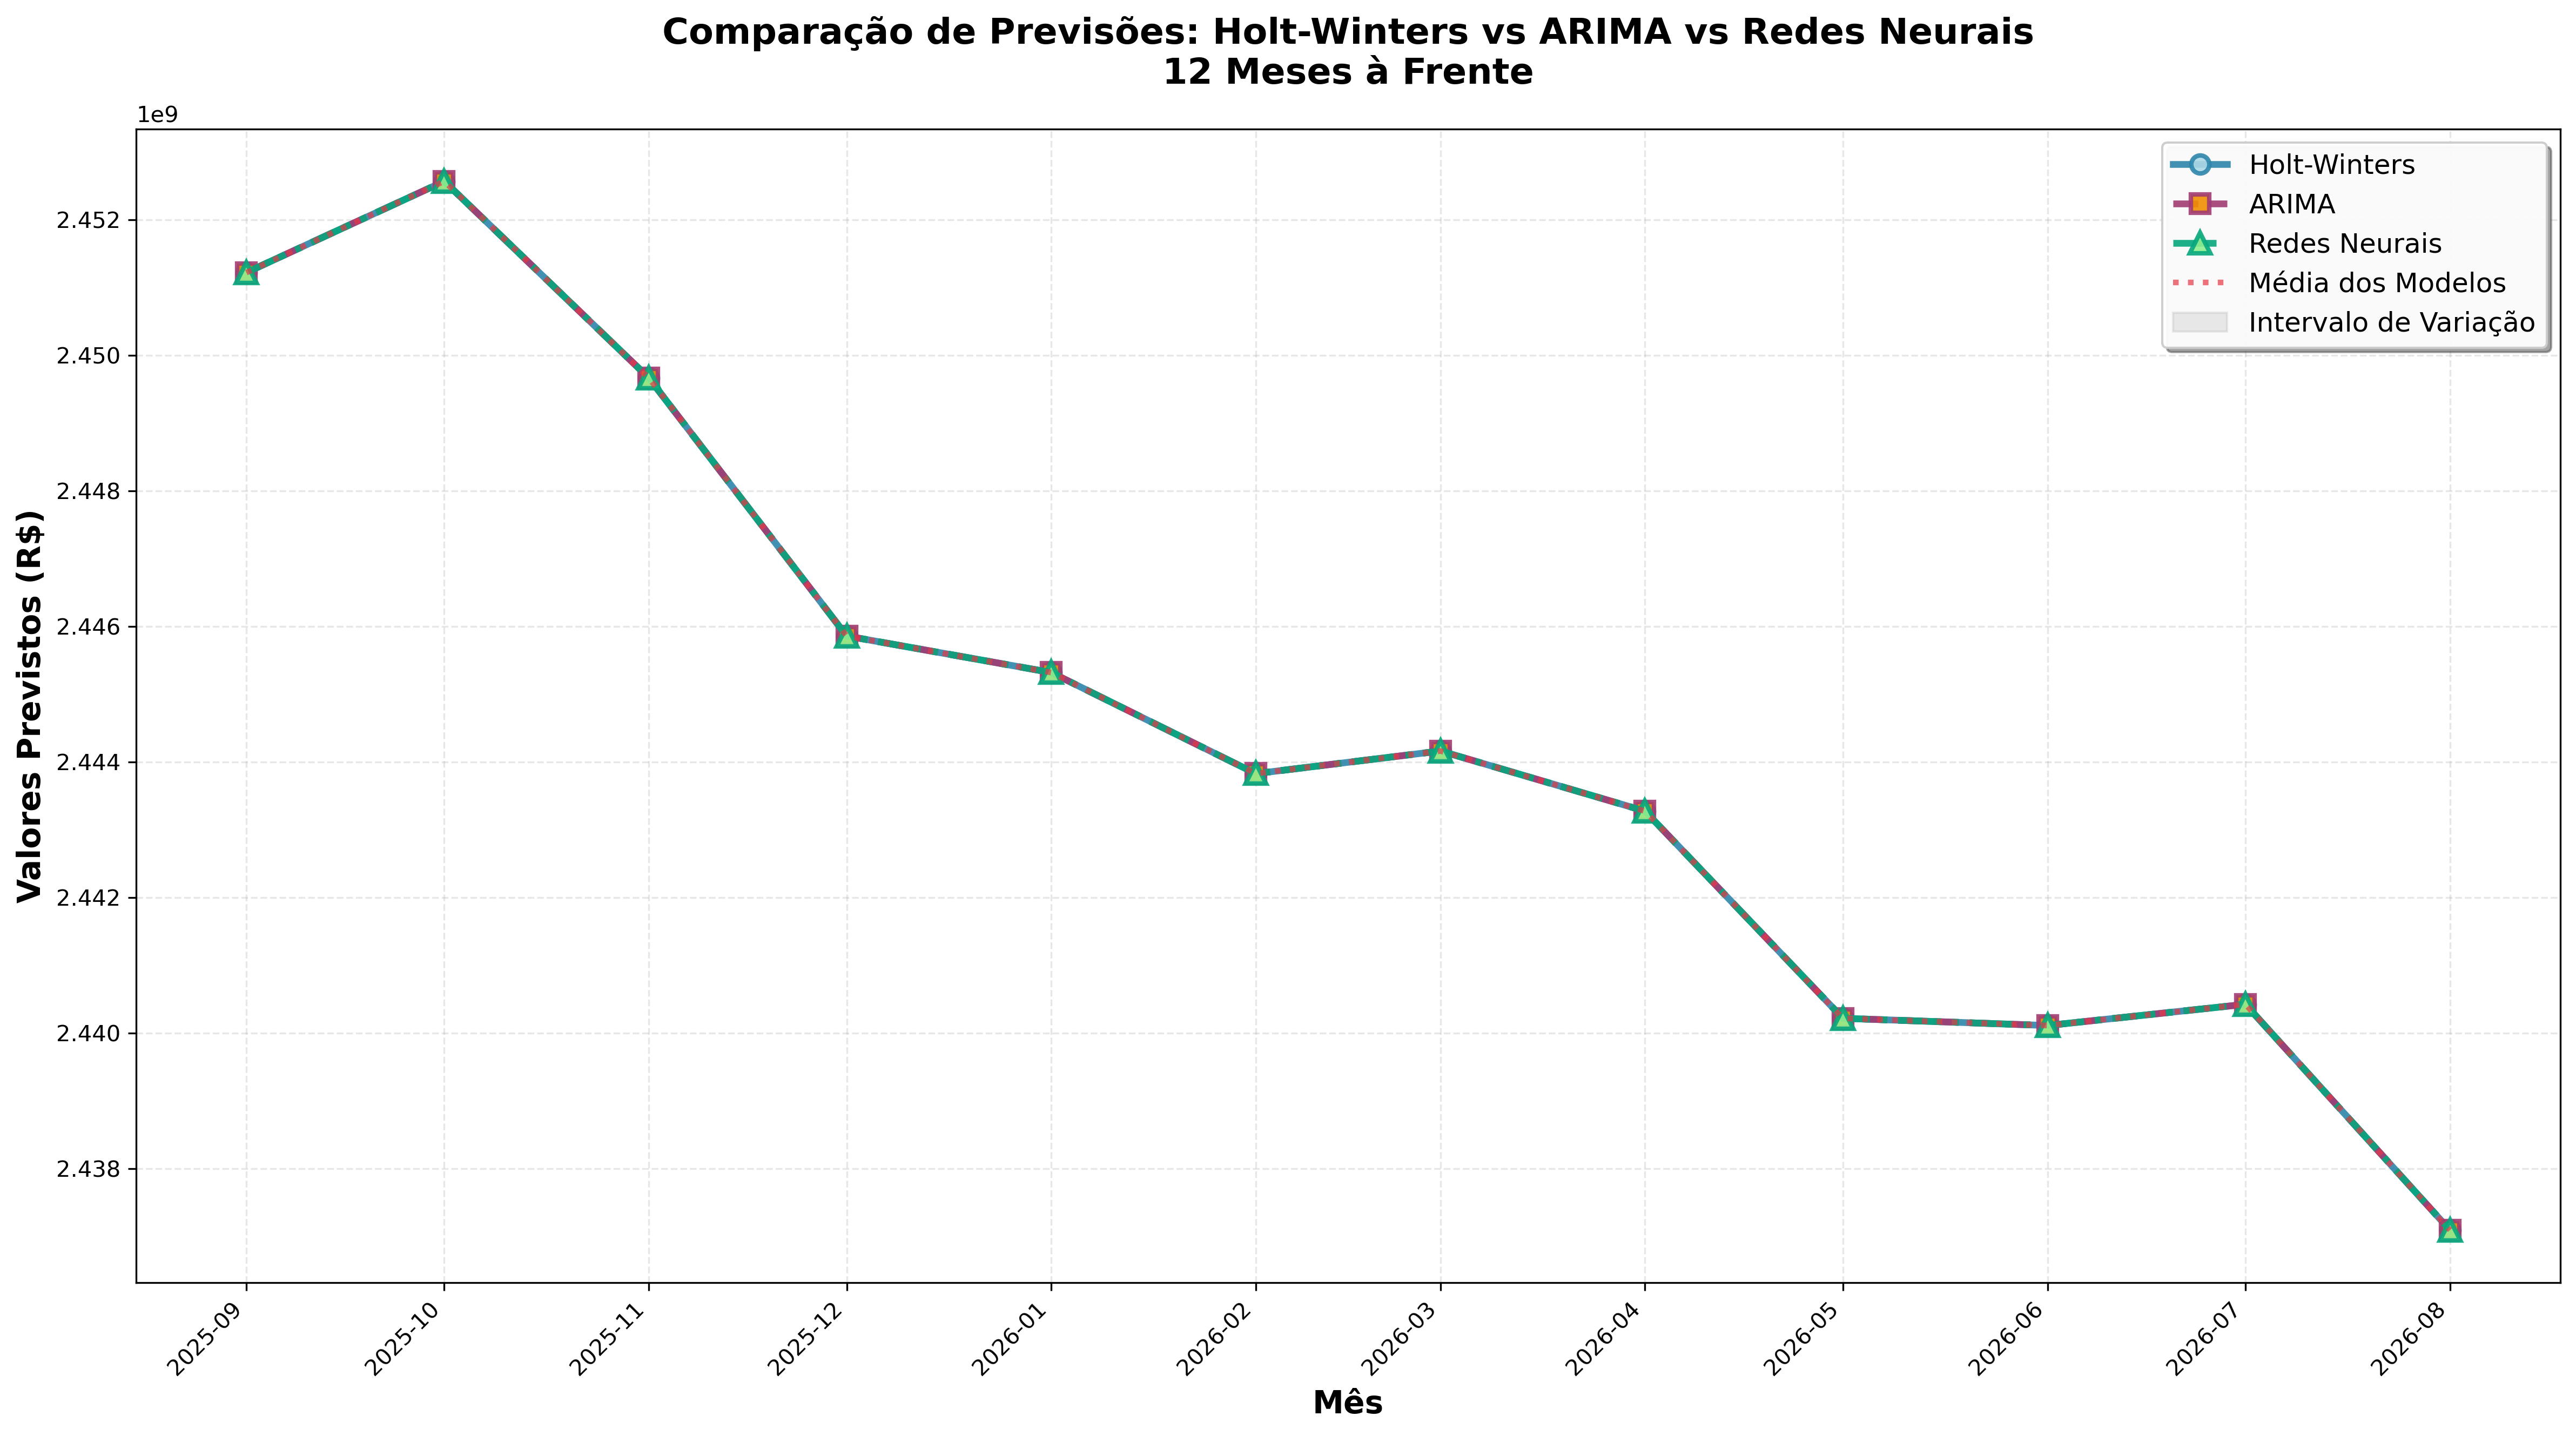 Comparação de Previsões: Holt-Winters vs ARIMA vs Redes Neurais
12 Meses à Frente
1e9
Holt-Winters
ARIMA
Redes Neurais
Média dos Modelos
Intervalo de Variação
Valores Previstos (R$)
2.452
2.450
2.448
2.446
2.444
2.442
2.440
2.438
2025-09
2025-10
2025-11
2025-12
2026-01
2026-02
2026-03
2026-04
2026-05
2026-06
2026-07
2026-08
Mês